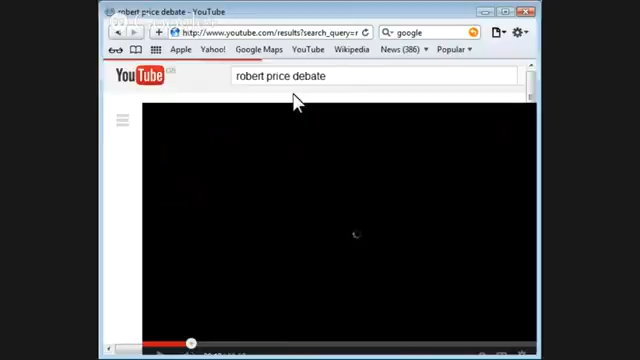 robert price debate - YouTube
http://www.youtube.com/results?search_query=r
google
Apple Yahoo! Google Maps YouTube Wikipedia News (386) Popular
YouTube GB
robert price debate